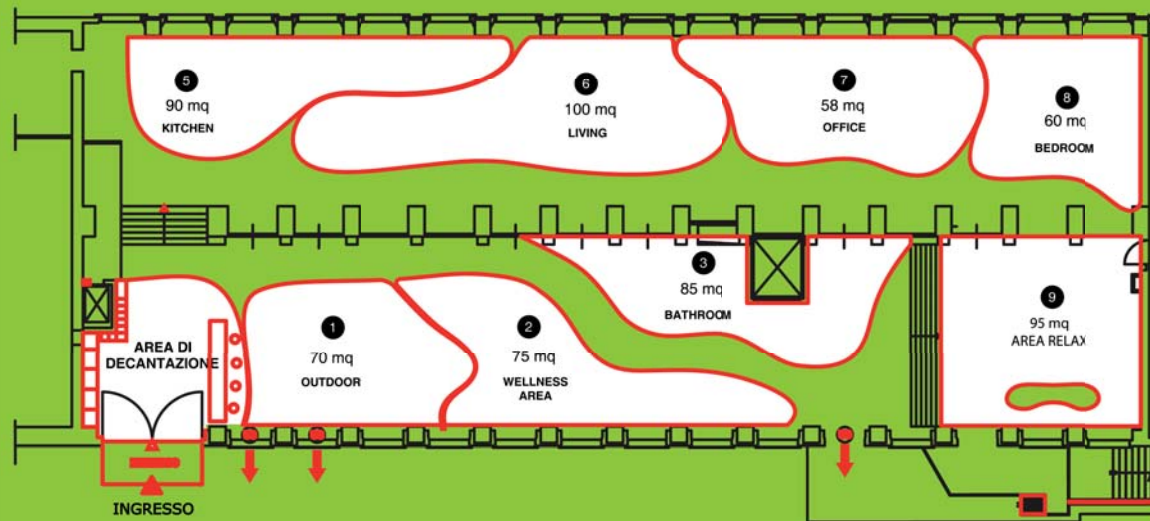 5
90 mq
KITCHEN
6
100 mq
LIVING
7
58 mq
OFFICE
8
60 mq
BEDROOM
AREA DI
DECANTAZIONE
1
70 mq
OUTDOOR
2
75 mq
WELLNESS
AREA
3
85 mq
BATHROOM
9
95 mq
AREA RELAX
INGRESSO